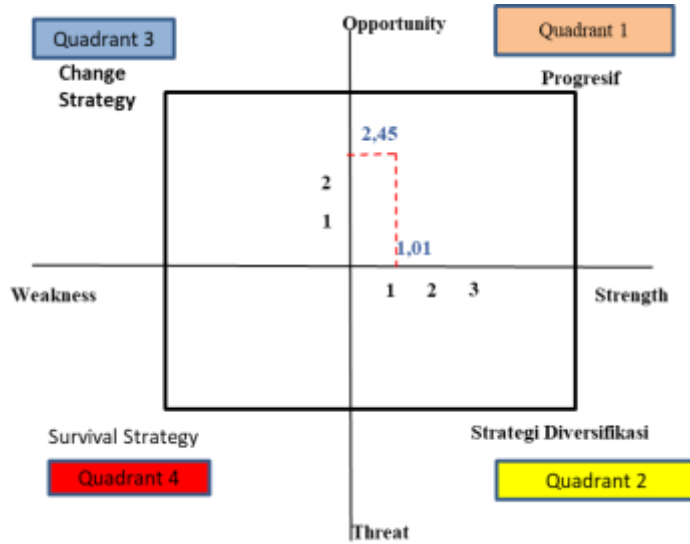 Opportunity
Quadrant 3
Quadrant 1
Change
Strategy
Progresif
2,45
2
1
1,01
Weakness
1 2 3
Strength
Survival Strategy
Strategi Diversifikasi
Quadrant 4
Quadrant 2
Threat